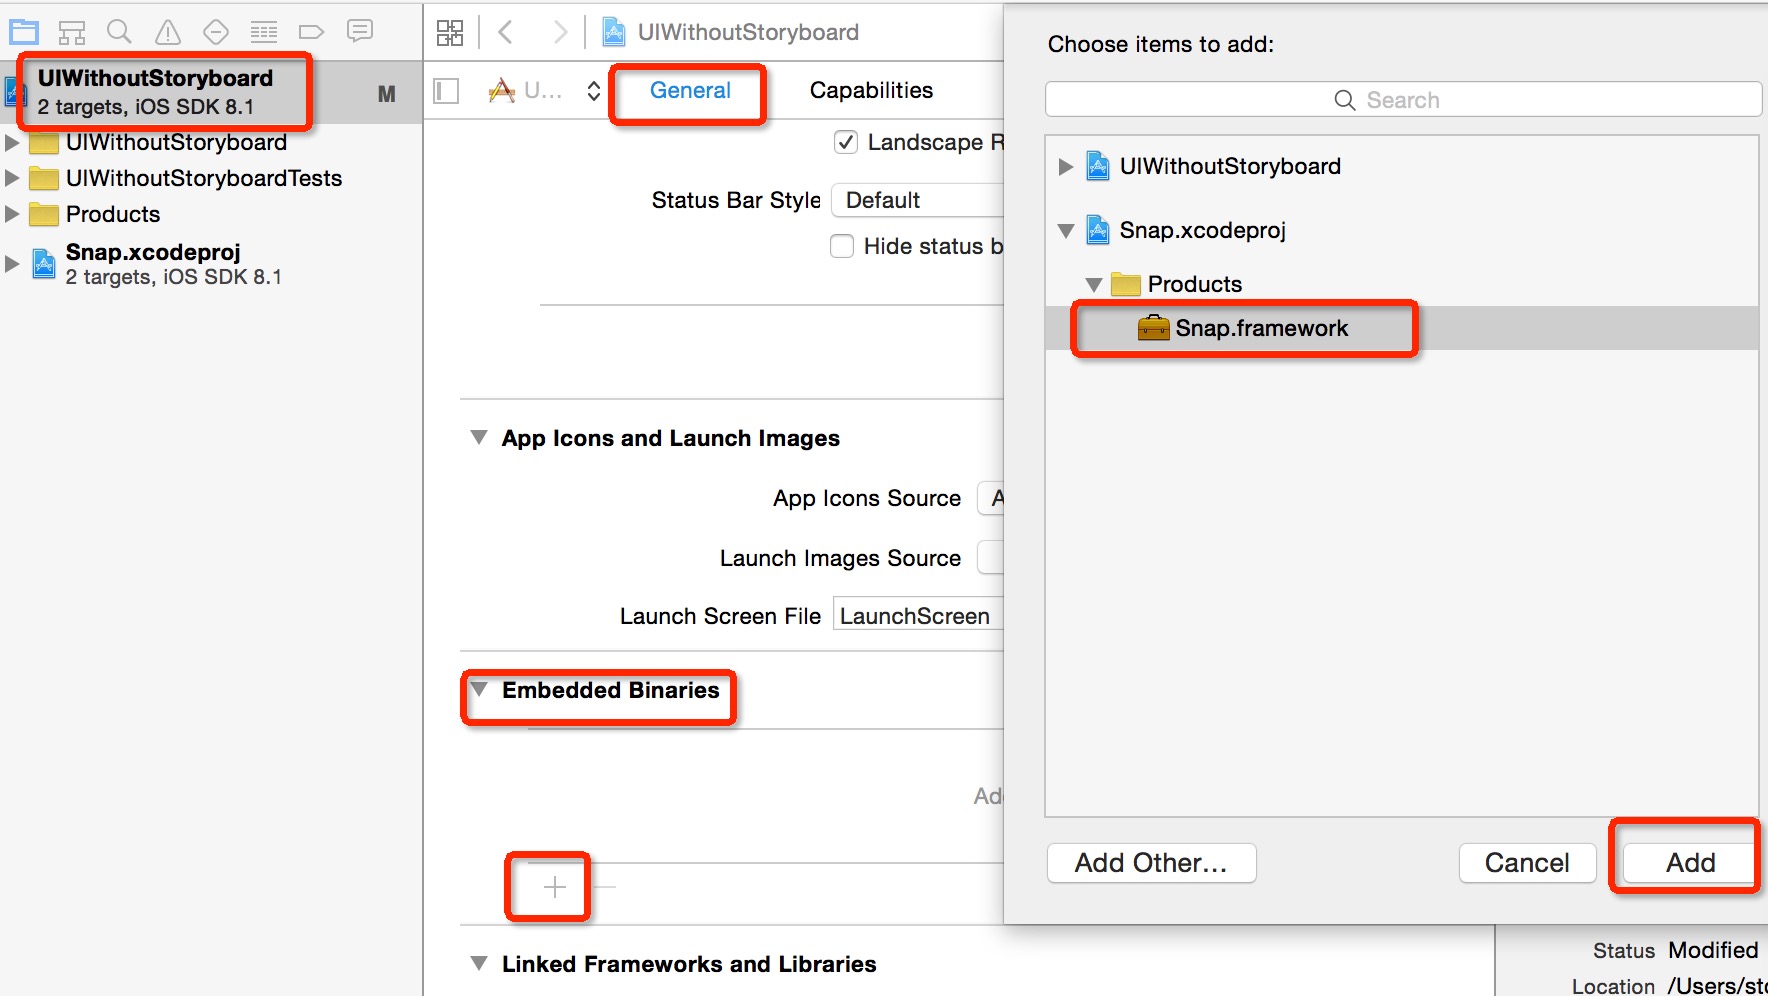 UIWithoutStoryboard
2 targets, iOS SDK 8.1
M
UIWithoutStoryboard
UIWithoutStoryboardTests
Products
Snap.xcodeproj
2 targets, iOS SDK 8.1
UIWithoutStoryboard
U...
General
Capabilities
Landscape R
Status Bar Style
Default
Hide status b
App Icons and Launch Images
App Icons Source
A
Launch Images Source
Launch Screen File
LaunchScreen
Embedded Binaries
Add
Linked Frameworks and Libraries
Choose items to add:
Search
UIWithoutStoryboard
Snap.xcodeproj
Products
Snap.framework
Add Other...
Cancel
Add
Status Modified
Location /Users/sto